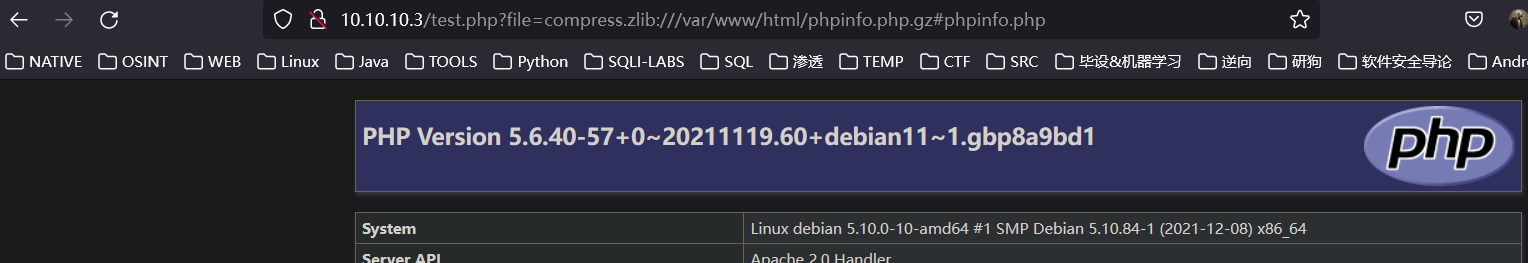 10.10.10.3/test.php?file=compress.zlib:///var/www/html/phpinfo.php.gz#phpinfo.php
NATIVE OSINT WEB Linux Java TOOLS Python SQLI-LABS SQL 渗透 TEMP CTF SRC 毕设&机器学习 逆向 研狗 软件安全导论 Andr
PHP Version 5.6.40-57+0~20211119.60+debian11~1.gbp8a9bd1
php
System Linux debian 5.10.0-10-amd64 #1 SMP Debian 5.10.84-1 (2021-12-08) x86_64
Server API Apache 2.0 Handler